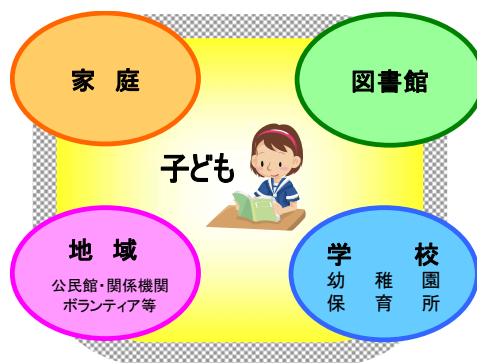 家 庭
図書館
子ども
地 域
公民館・関係機関
ボランティア等
学 校
幼 稚 園
保 育 所